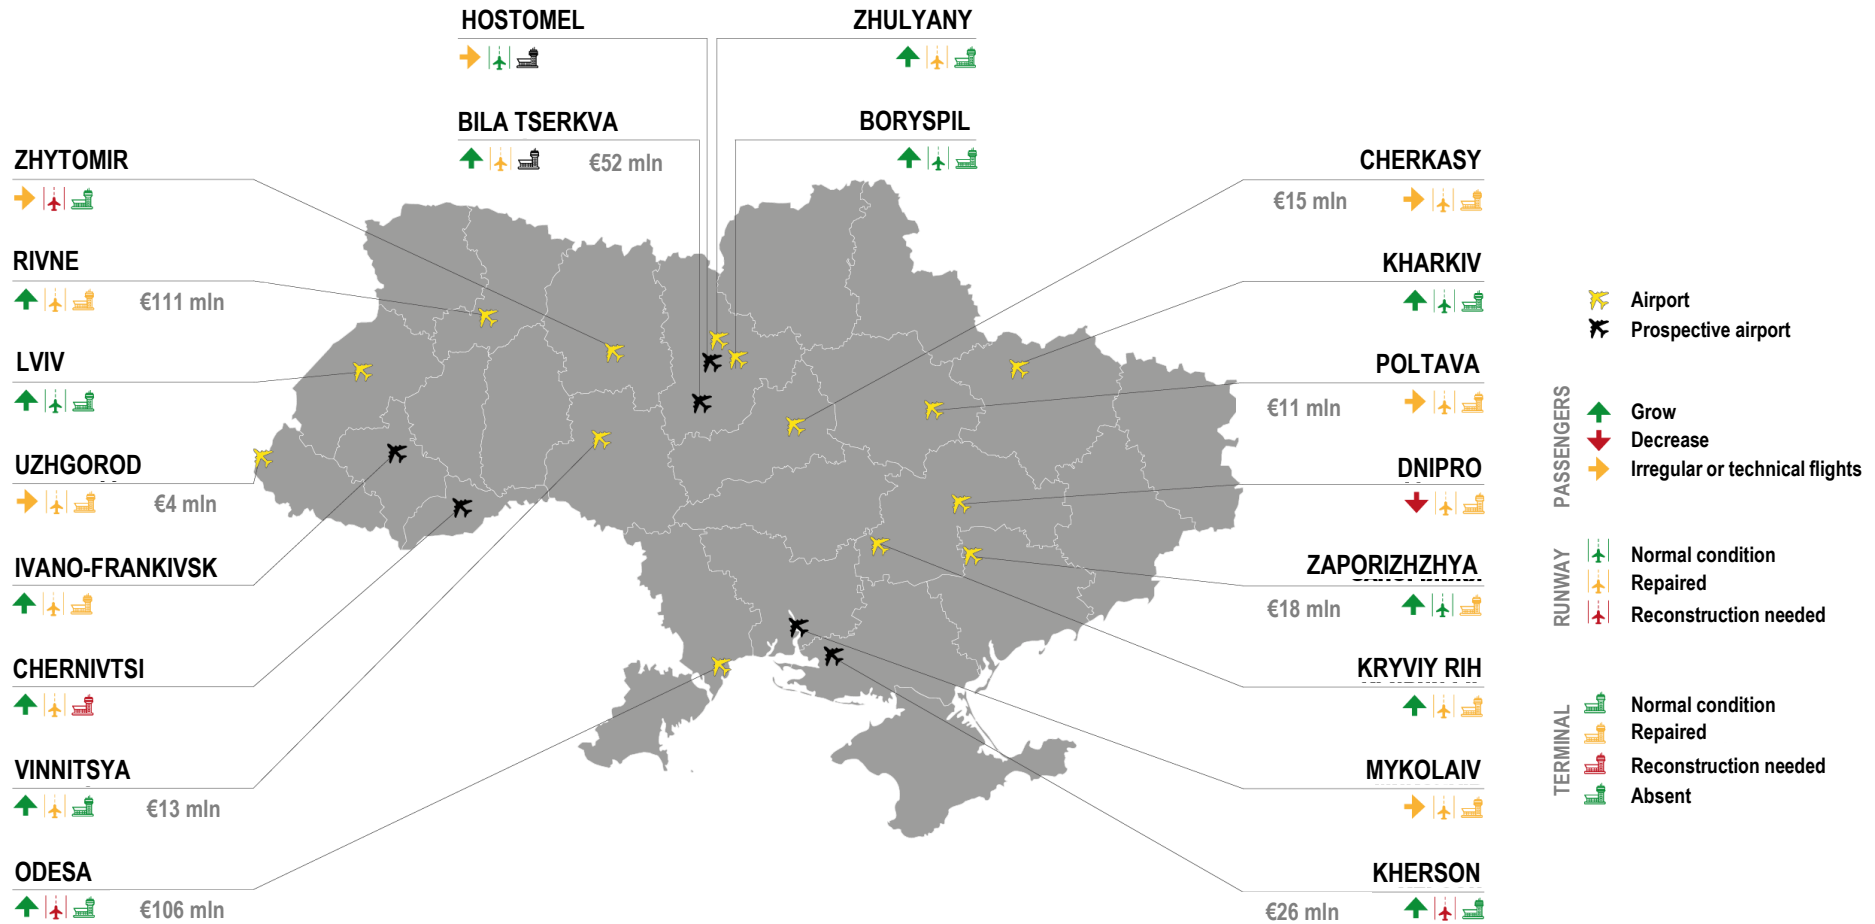 HOSTOMEL
ZHULYANY
BILA TSERKVA
€52 mln
BORYSPIL
ZHYTOMIR
RIVNE
€111 mln
LVIV
UZHGOROD
€4 mln
IVANO-FRANKIVSK
CHERNIVTSI
VINNITSYA
€13 mln
ODESA
€106 mln
CHERKASY
€15 mln
KHARKIV
POLTAVA
€11 mln
DNIPRO
ZAPORIZHZHYA
€18 mln
KRYVIY RIH
MYKOLAIV
KHERSON
€26 mln
Airport
Prospective airport
PASSENGERS
Grow
Decrease
Irregular or technical flights
RUNWAY
Normal condition
Repaired
Reconstruction needed
TERMINAL
Normal condition
Repaired
Reconstruction needed
Absent